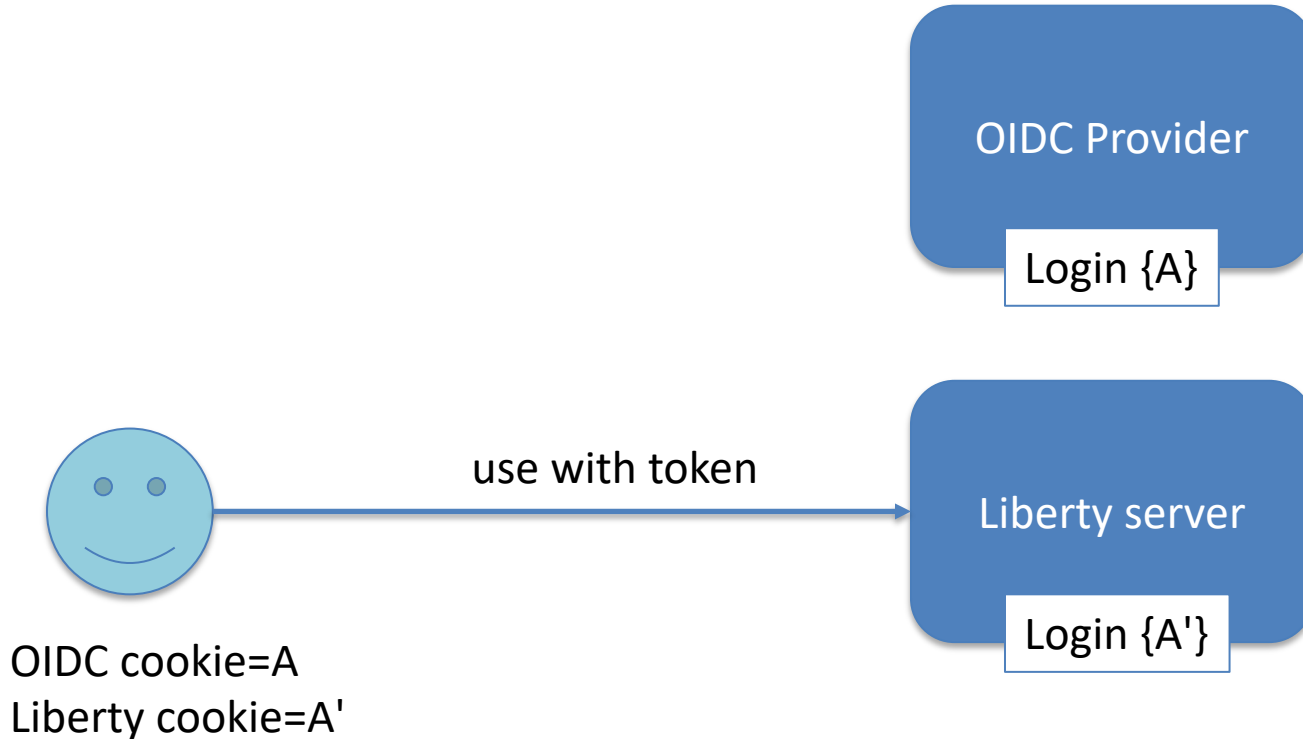 OIDC Provider
Login {A}
use with token
Liberty server
Login {A'}
OIDC cookie=A
Liberty cookie=A'